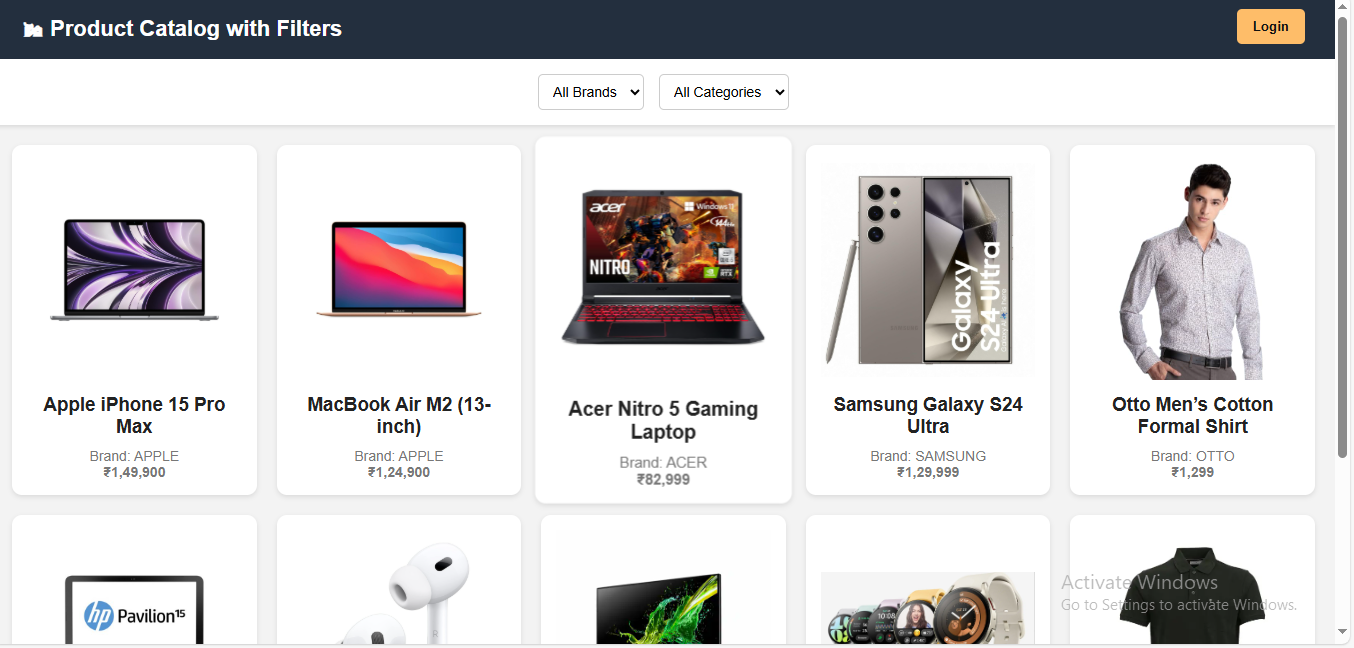 Product Catalog with Filters
Login
All Brands
All Categories
acer
Windows 11
144Hz
NITRO
Galaxy
S24 Ultra
Apple iPhone 15 Pro
Max
Brand: APPLE
₹1,49,900
MacBook Air M2 (13-
inch)
Brand: APPLE
₹1,24,900
Acer Nitro 5 Gaming
Laptop
Brand: ACER
₹82,999
Samsung Galaxy S24
Ultra
Brand: SAMSUNG
₹1,29,999
Otto Men’s Cotton
Formal Shirt
Brand: OTTO
₹1,299
hp Pavilion15
Activate Windows
Go to Settings to activate Windows.